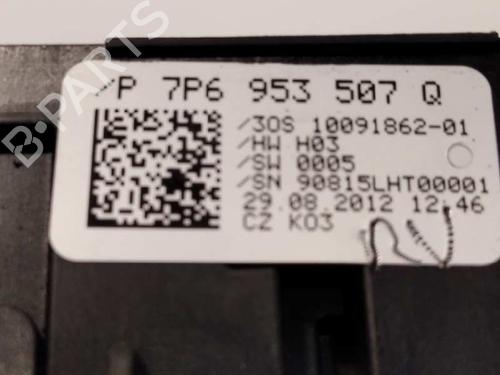 /P 7P6 953 507 Q
/3OS 10091862-01
/HW H03
/SW 0005
/SN 90815LHT00001
29.08.2012 12:46
CZ K03
B-PARTS